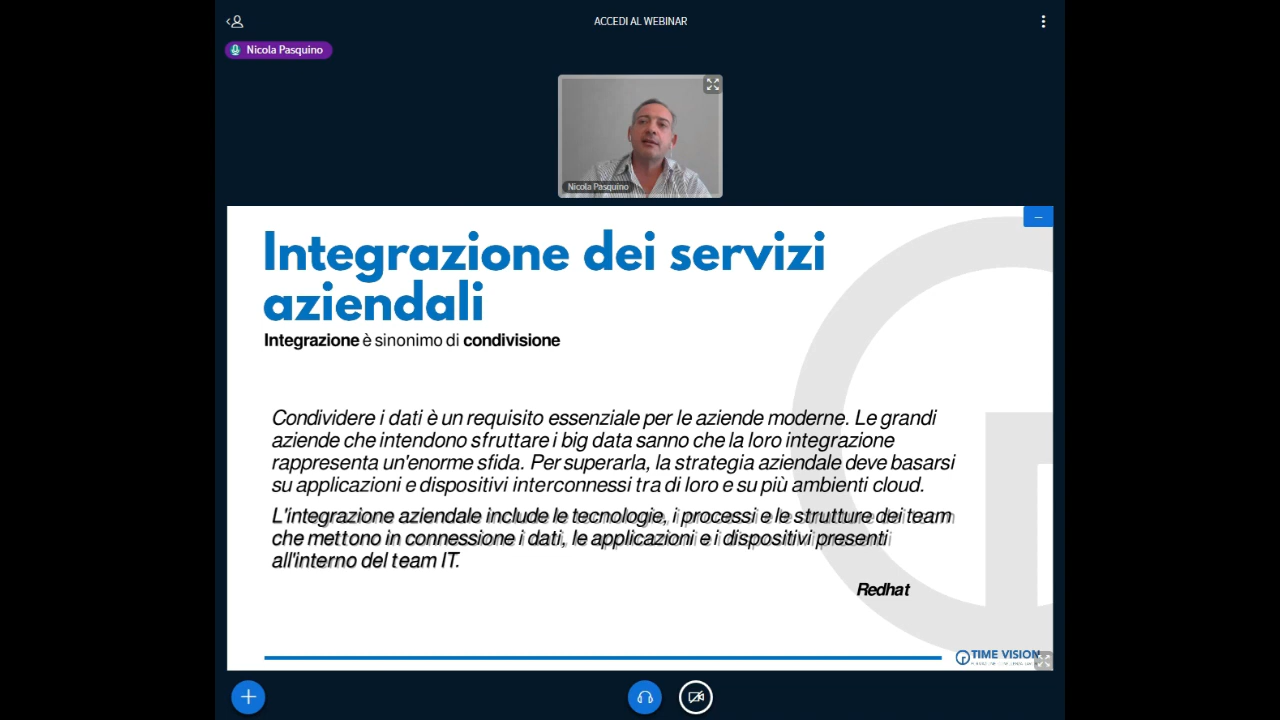 ACCEDI AL WEBINAR
Nicola Pasquino
Nicola Pasquino
Integrazione dei servizi
aziendali
Integrazione è sinonimo di condivisione
Condividere i dati è un requisito essenziale per le aziende moderne. Le grandi
aziende che intendono sfruttare i big data sanno che la loro integrazione
rappresenta un'enorme sfida. Per superarla, la strategia aziendale deve basarsi
su applicazioni e dispositivi interconnessi tra di loro e su più ambienti cloud.
L'integrazione aziendale include le tecnologie, i processi e le strutture dei team
che mettono in connessione i dati, le applicazioni e i dispositivi presenti
all'interno del team IT.
Redhat
TIME VISION